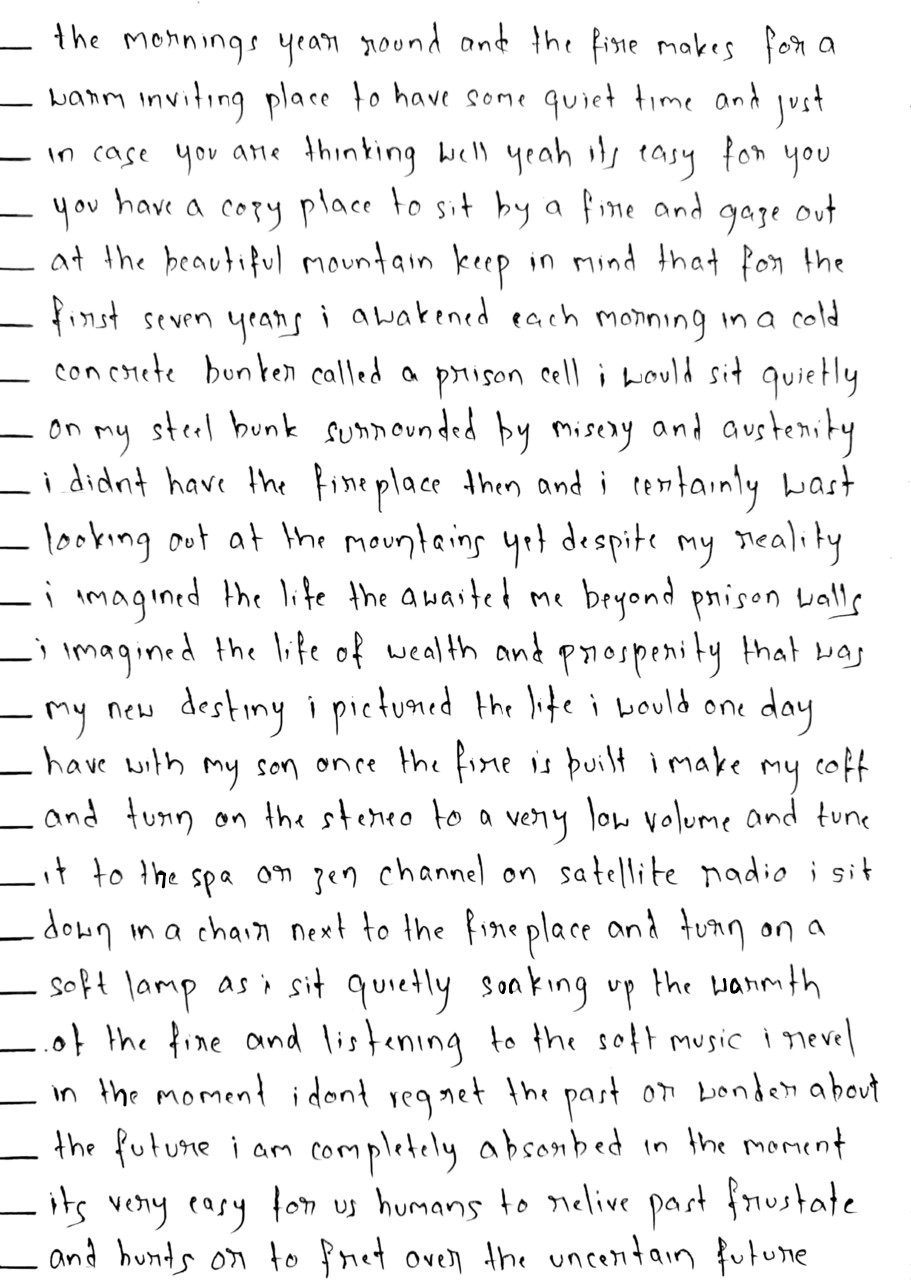 the mornings year round and the fire makes for a
warm inviting place to have some quiet time and just
in case you are thinking well yeah its easy for you
you have a cozy place to sit by a fire and gaze out
at the beautiful mountain keep in mind that for the
first seven years i awakened each morning in a cold
concrete bunker called a prison cell i would sit quietly
on my steel bunk surrounded by misery and austerity
i didnt have the fireplace then and i certainly wast
looking out at the mountains yet despite my reality
i imagined the life the awaited me beyond prison walls
i imagined the life of wealth and prosperity that was
my new destiny i pictured the life i would one day
have with my son once the fire is built i make my coff
and turn on the stereo to a very low volume and tune
it to the spa or zen channel on satellite radio i sit
down in a chair next to the fireplace and turn on a
soft lamp as i sit quietly soaking up the warmth
of the fire and listening to the soft music i revel
in the moment i dont regret the past or wonder about
the future i am completely absorbed in the moment
its very easy for us humans to relive past frustate
and hurts or to fret over the uncertain future